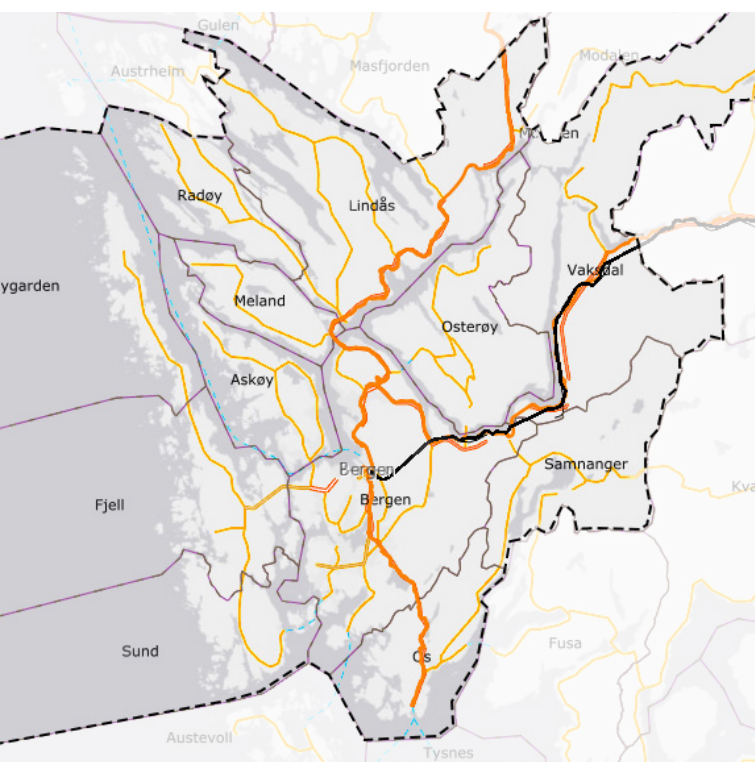 Gulen
Modalen
Masfjorden
Austrheim
Radøy
Lindås
Vaksdal
ygarden
Meland
Osterøy
Askøy
Samnanger
Bergen
Bergen
Kva
Fjell
Fusa
Sund
Os
Austevoll
Tysnes